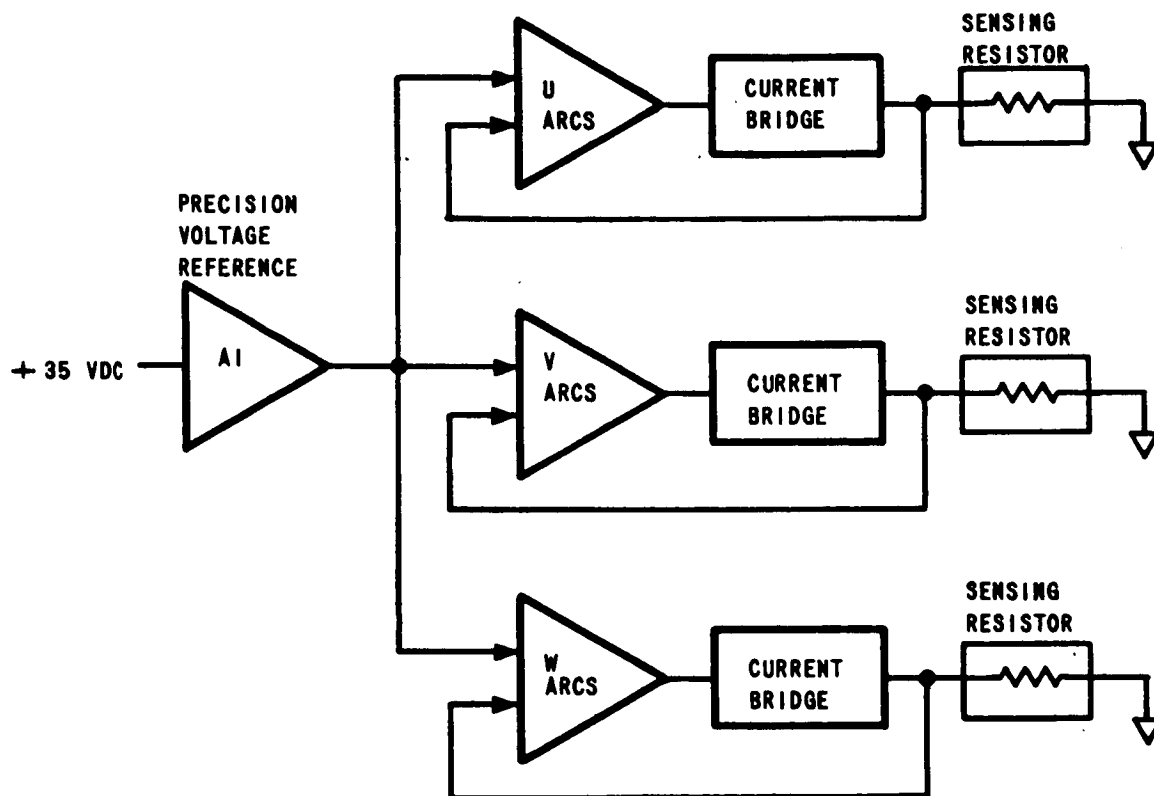 SENSING
RESISTOR
U
ARCS
CURRENT
BRIDGE
PRECISION
VOLTAGE
REFERENCE
+ 35 VDC
A1
V
ARCS
CURRENT
BRIDGE
SENSING
RESISTOR
W
ARCS
CURRENT
BRIDGE
SENSING
RESISTOR